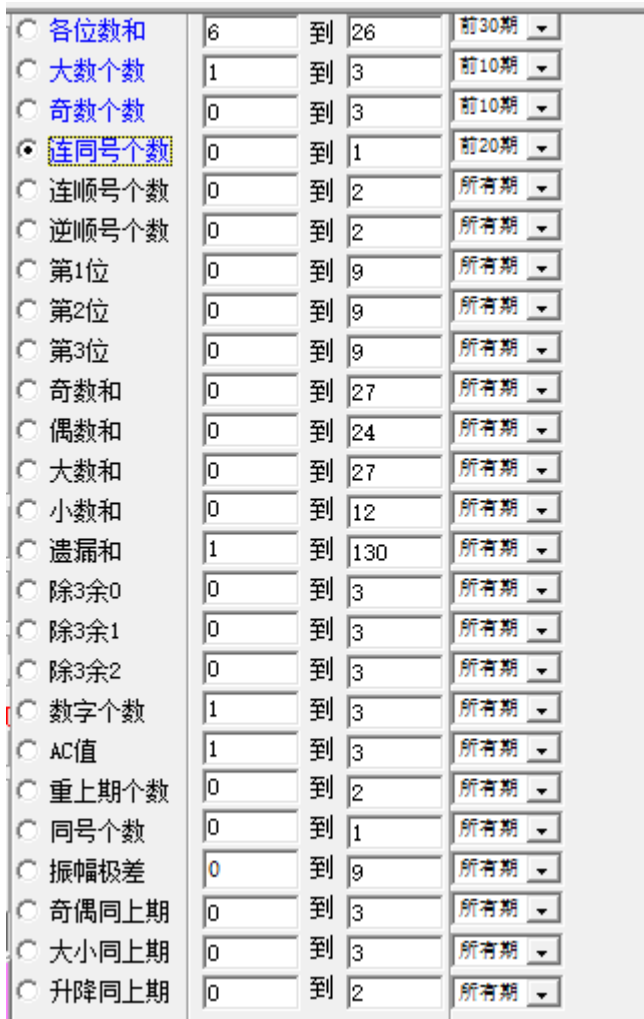 各位数和 6 到 26 前30期
大数个数 1 到 3 前10期
奇数个数 0 到 3 前10期
连同号个数 0 到 1 前20期
连顺号个数 0 到 2 所有期
逆顺号个数 0 到 2 所有期
第1位 0 到 9 所有期
第2位 0 到 9 所有期
第3位 0 到 9 所有期
奇数和 0 到 27 所有期
偶数和 0 到 24 所有期
大数和 0 到 27 所有期
小数和 0 到 12 所有期
遗漏和 1 到 130 所有期
除3余0 0 到 3 所有期
除3余1 0 到 3 所有期
除3余2 0 到 3 所有期
数字个数 1 到 3 所有期
AC值 1 到 3 所有期
重上期个数 0 到 2 所有期
同号个数 0 到 1 所有期
振幅极差 0 到 9 所有期
奇偶同上期 0 到 3 所有期
大小同上期 0 到 3 所有期
升降同上期 0 到 2 所有期